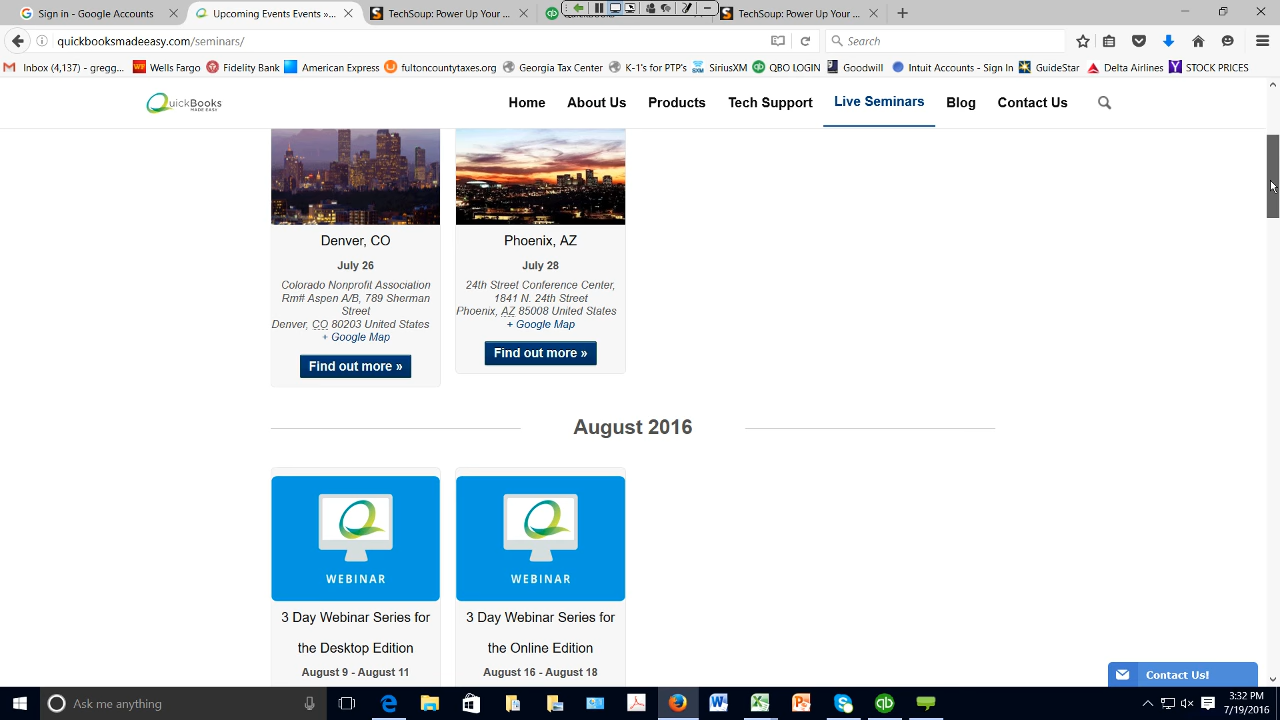 Sign in - Google Accounts
Upcoming Events »...
TechSoup: Power Up Your ...
TechSoup: Support Your ...
quickbooksmadeeasy.com/seminars/
Search
Inbox (4,137) - gregg...
Wells Fargo
Fidelity Bank
American Express
fultoncountytaxes.org
Georgia Tax Center
K-1's for PTP's
SiriusXM
QBO LOGIN
Goodwill
Intuit Accounts - Sign In
GuideStar
Delta Airlines
STOCK PRICES
QuickBooks
MADE EASY
Home
About Us
Products
Tech Support
Live Seminars
Blog
Contact Us
Denver, CO
July 26
Colorado Nonprofit Association
Rm# Aspen A/B, 789 Sherman
Street
Denver, CO 80203 United States
+ Google Map
Find out more »
Phoenix, AZ
July 28
24th Street Conference Center,
1841 N. 24th Street
Phoenix, AZ 85008 United States
+ Google Map
Find out more »
August 2016
WEBINAR
3 Day Webinar Series for
the Desktop Edition
August 9 - August 11
WEBINAR
3 Day Webinar Series for
the Online Edition
August 16 - August 18
Contact Us!
Ask me anything
3:32 PM
7/19/2016